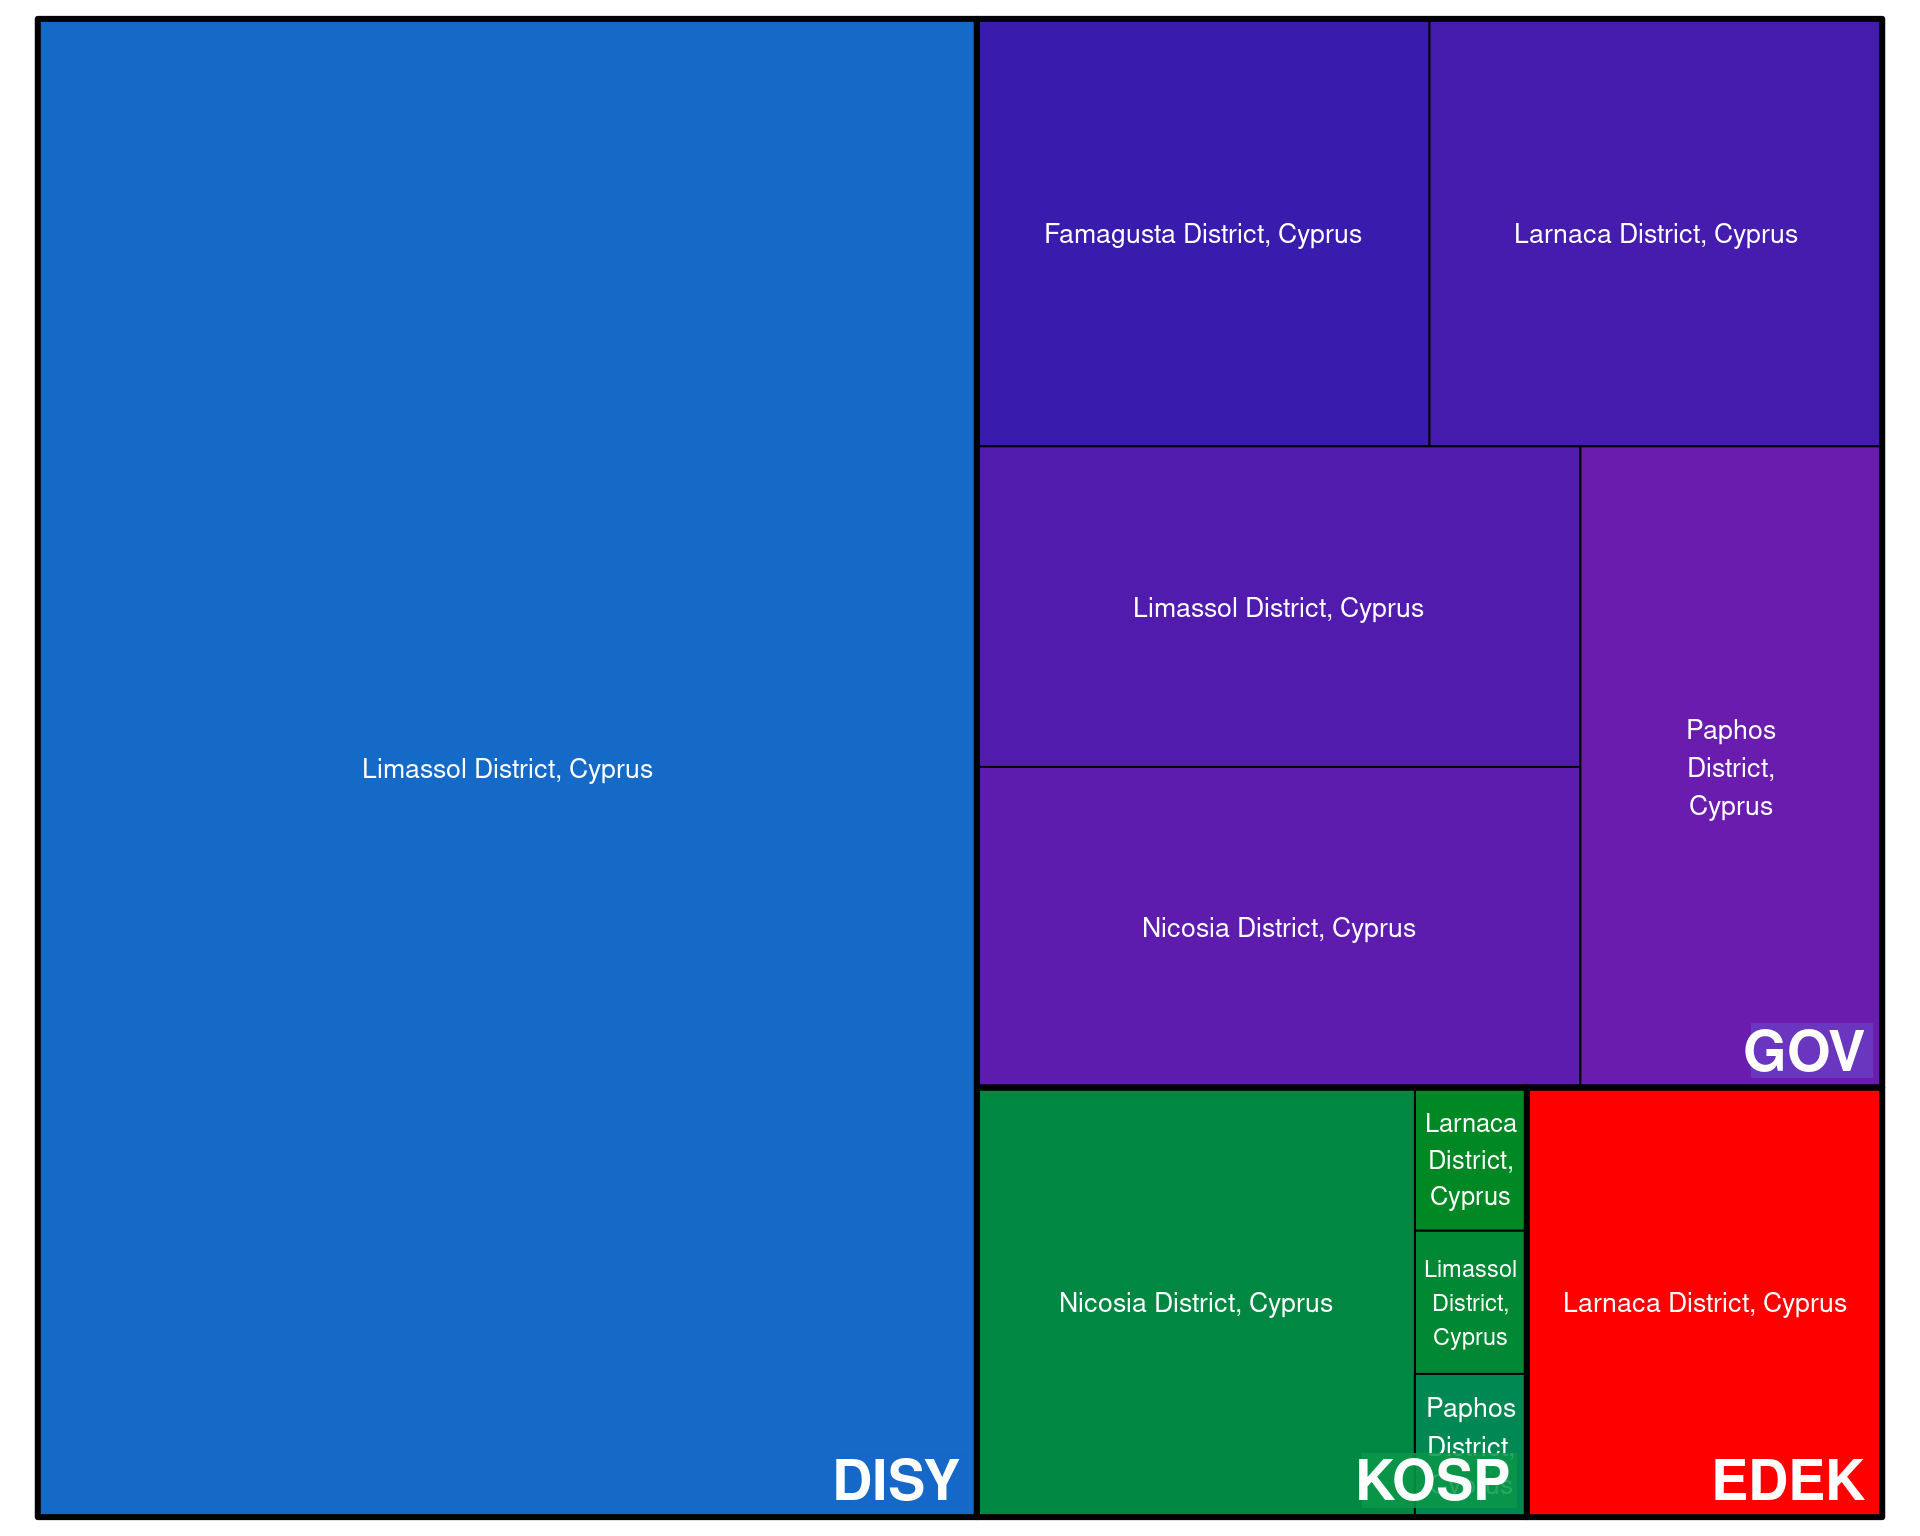 Limassol District, Cyprus
DISY
Famagusta District, Cyprus
Larnaca District, Cyprus
Limassol District, Cyprus
Nicosia District, Cyprus
Paphos
District,
Cyprus
GOV
Nicosia District, Cyprus
Larnaca
District,
Cyprus
Limassol
District,
Cyprus
Paphos
District,
KOSP
Larnaca District, Cyprus
EDEK